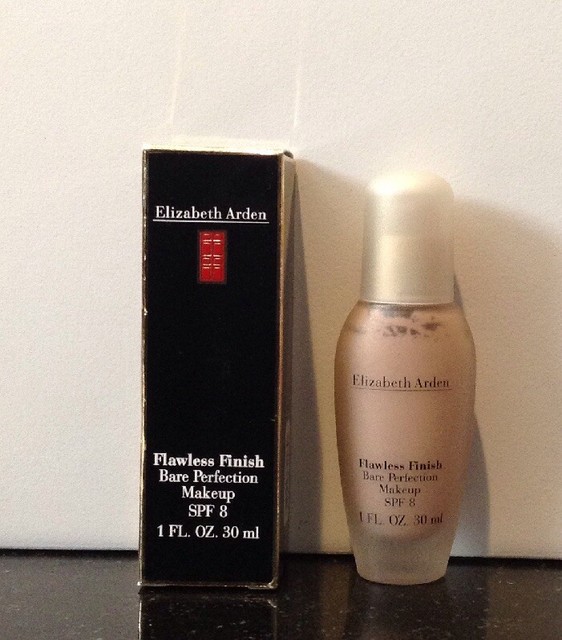 Elizabeth Arden
Flawless Finish
Bare Perfection
Makeup
SPF 8
1 FL. OZ. 30 ml
Elizabeth Arden
Flawless Finish
Bare Perfection
Makeup
SPF 8
1 FL. OZ. 30 ml